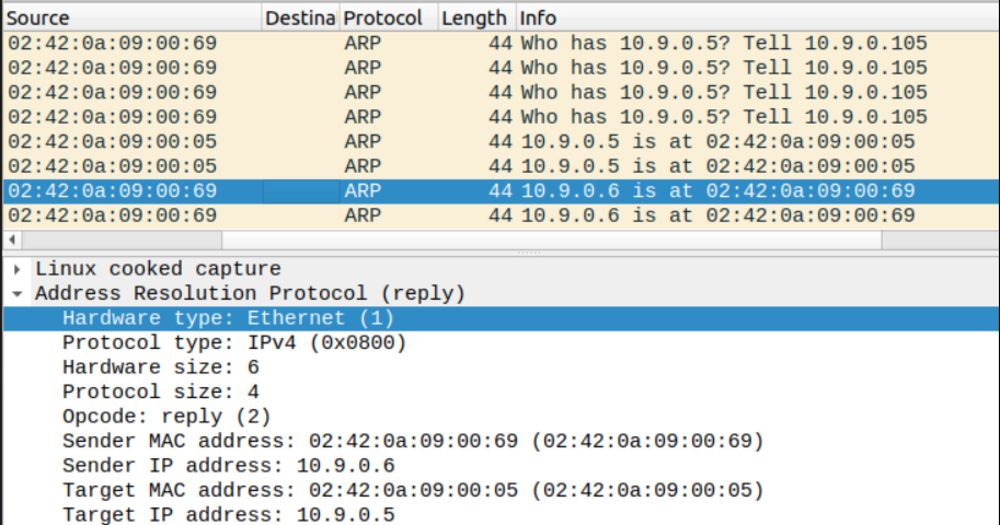 Source Destina Protocol Length Info
02:42:0a:09:00:69 ARP 44 Who has 10.9.0.5? Tell 10.9.0.105
02:42:0a:09:00:69 ARP 44 Who has 10.9.0.5? Tell 10.9.0.105
02:42:0a:09:00:69 ARP 44 Who has 10.9.0.5? Tell 10.9.0.105
02:42:0a:09:00:69 ARP 44 Who has 10.9.0.5? Tell 10.9.0.105
02:42:0a:09:00:05 ARP 44 10.9.0.5 is at 02:42:0a:09:00:05
02:42:0a:09:00:05 ARP 44 10.9.0.5 is at 02:42:0a:09:00:05
02:42:0a:09:00:69 ARP 44 10.9.0.6 is at 02:42:0a:09:00:69
02:42:0a:09:00:69 ARP 44 10.9.0.6 is at 02:42:0a:09:00:69
Linux cooked capture
Address Resolution Protocol (reply)
Hardware type: Ethernet (1)
Protocol type: IPv4 (0x0800)
Hardware size: 6
Protocol size: 4
Opcode: reply (2)
Sender MAC address: 02:42:0a:09:00:69 (02:42:0a:09:00:69)
Sender IP address: 10.9.0.6
Target MAC address: 02:42:0a:09:00:05 (02:42:0a:09:00:05)
Target IP address: 10.9.0.5